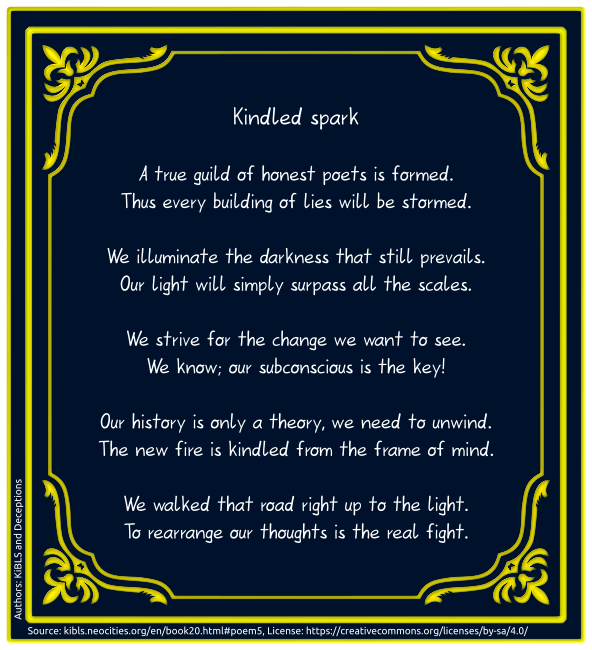 Kindled spark
A true guild of honest poets is formed.
Thus every building of lies will be stormed.
We illuminate the darkness that still prevails.
Our light will simply surpass all the scales.
We strive for the change we want to see.
We know; our subconscious is the key!
Our history is only a theory, we need to unwind.
The new fire is kindled from the frame of mind.
We walked that road right up to the light.
To rearrange our thoughts is the real fight.
Authors: KiBLS and Deceptions
Source: kibls.neocities.org/en/book20.html#poem5, License: https://creativecommons.org/licenses/by-sa/4.0/